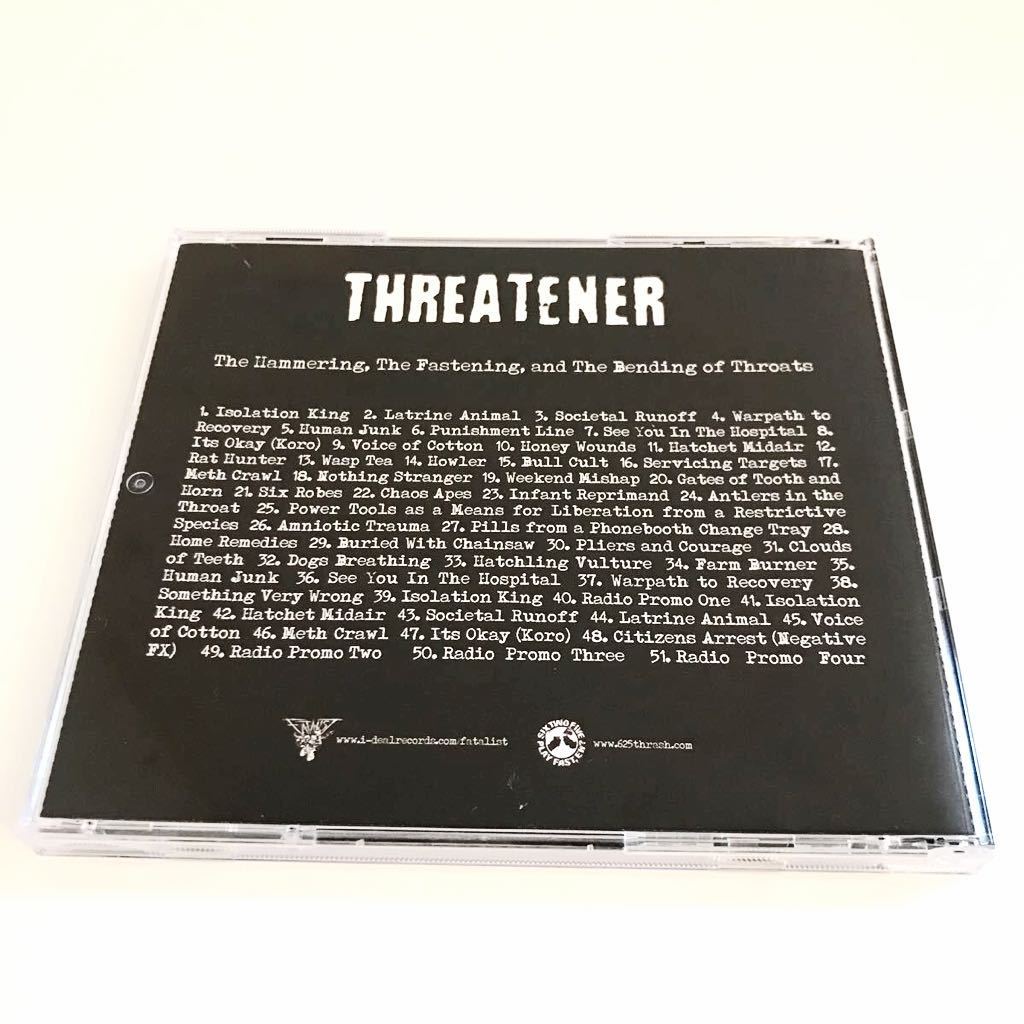 THREATENER
The Hammering, The Fastening, and The Bending of Throats
1. Isolation King 2. Latrine Animal 3. Societal Runoff 4. Warpath to
Recovery 5. Human Junk 6. Punishment Line 7. See You In The Hospital 8.
Its Okay (Koro) 9. Voice of Cotton 10. Honey Wounds 11. Hatchet Midair 12.
Rat Hunter 13. Wasp Tea 14. Howler 15. Bull Cult 16. Servicing Targets 17.
Meth Crawl 18. Nothing Stranger 19. Weekend Mishap 20. Gates of Tooth and
Horn 21. Six Robes 22. Chaos Apes 23. Infant Reprimand 24. Antlers in the
Throat 25. Power Tools as a Means for Liberation from a Restrictive
Species 26. Amniotic Trauma 27. Pills from a Phonebooth Change Tray 28.
Home Remedies 29. Buried With Chainsaw 30. Pliers and Courage 31. Clouds
of Teeth 32. Dogs Breathing 33. Hatchling Vulture 34. Farm Burner 35.
Human Junk 36. See You In The Hospital 37. Warpath to Recovery 38.
Something Very Wrong 39. Isolation King 40. Radio Promo One 41. Isolation
King 42. Hatchet Midair 43. Societal Runoff 44. Latrine Animal 45. Voice
of Cotton 46. Meth Crawl 47. Its Okay (Koro) 48. Citizens Arrest (Negative
FX) 49. Radio Promo Two 50. Radio Promo Three 51. Radio Promo Four
www.i-dealrecords.com/fatalist
SIX TWO FIVE
PLAY FAST,
www.625thrash.com